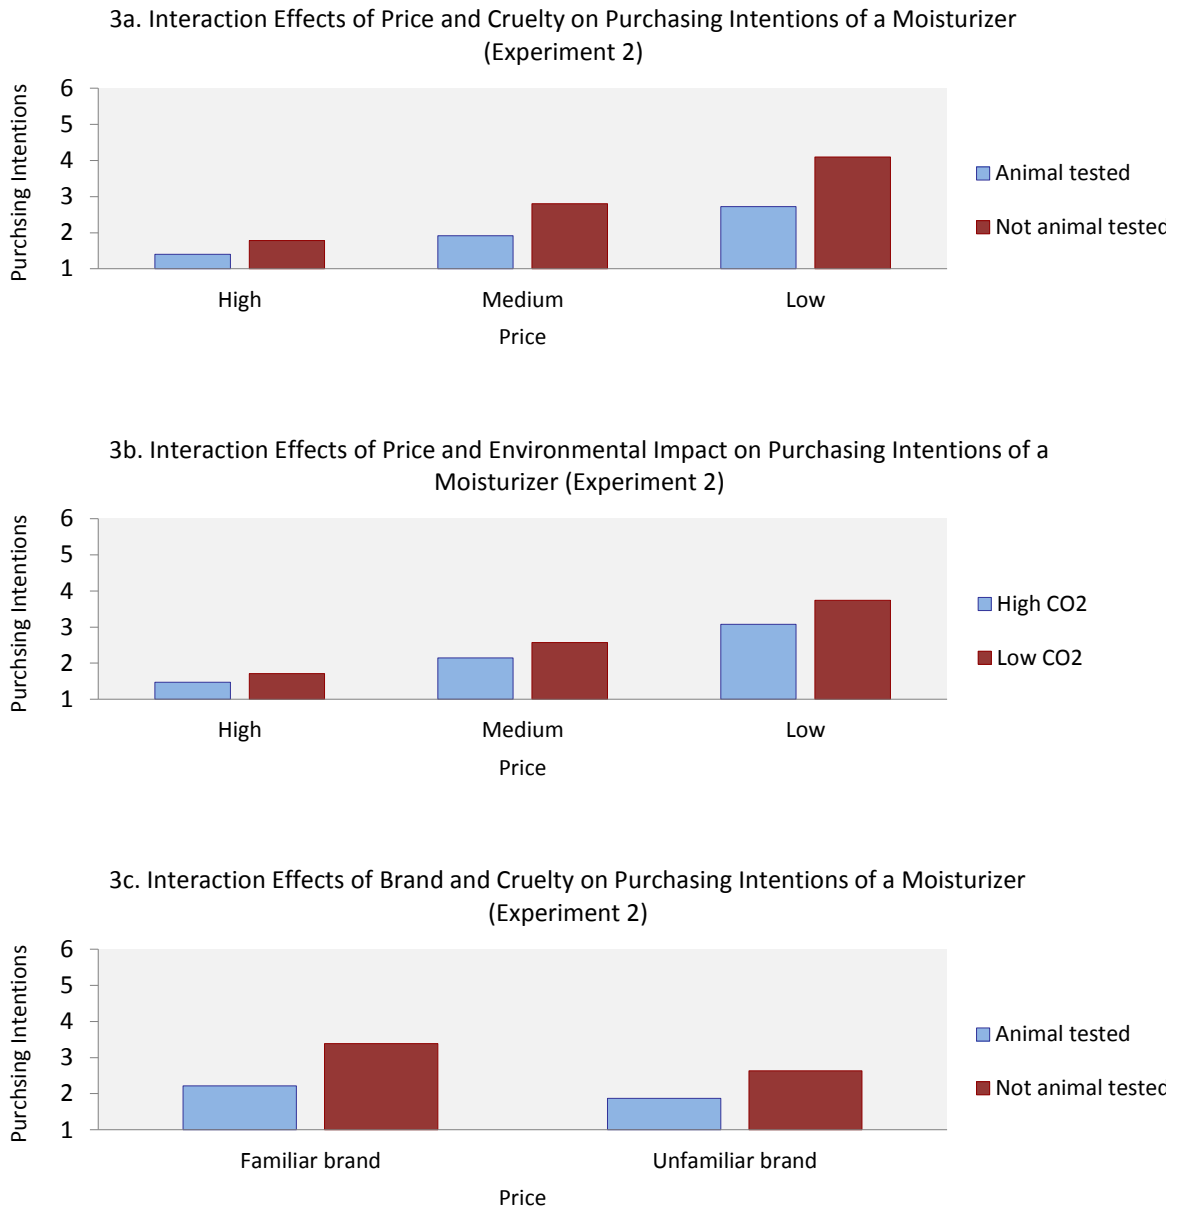 3a. Interaction Effects of Price and Cruelty on Purchasing Intentions of a Moisturizer
(Experiment 2)
Purchsing Intentions
6
5
4
3
2
1
High
Medium
Low
Price
Animal tested
Not animal tested
3b. Interaction Effects of Price and Environmental Impact on Purchasing Intentions of a
Moisturizer (Experiment 2)
Purchsing Intentions
6
5
4
3
2
1
High
Medium
Low
Price
High CO2
Low CO2
3c. Interaction Effects of Brand and Cruelty on Purchasing Intentions of a Moisturizer
(Experiment 2)
Purchsing Intentions
6
5
4
3
2
1
Familiar brand
Unfamiliar brand
Price
Animal tested
Not animal tested